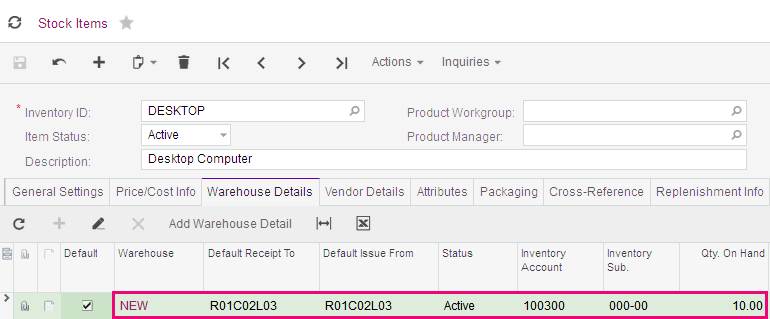 Stock Items
Actions Inquiries
* Inventory ID: DESKTOP Product Workgroup:
Item Status: Active Product Manager:
Description: Desktop Computer
General Settings Price/Cost Info Warehouse Details Vendor Details Attributes Packaging Cross-Reference Replenishment Info
Add Warehouse Detail
Default Warehouse Default Receipt To Default Issue From Status Inventory Account Inventory Sub. Qty. On Hand
NEW R01C02L03 R01C02L03 Active 100300 000-00 10.00